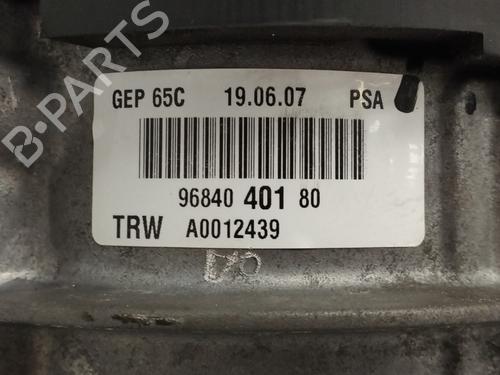 GEP 65C 19.06.07 PSA
96840 401 80
TRW A0012439
B-PARTS